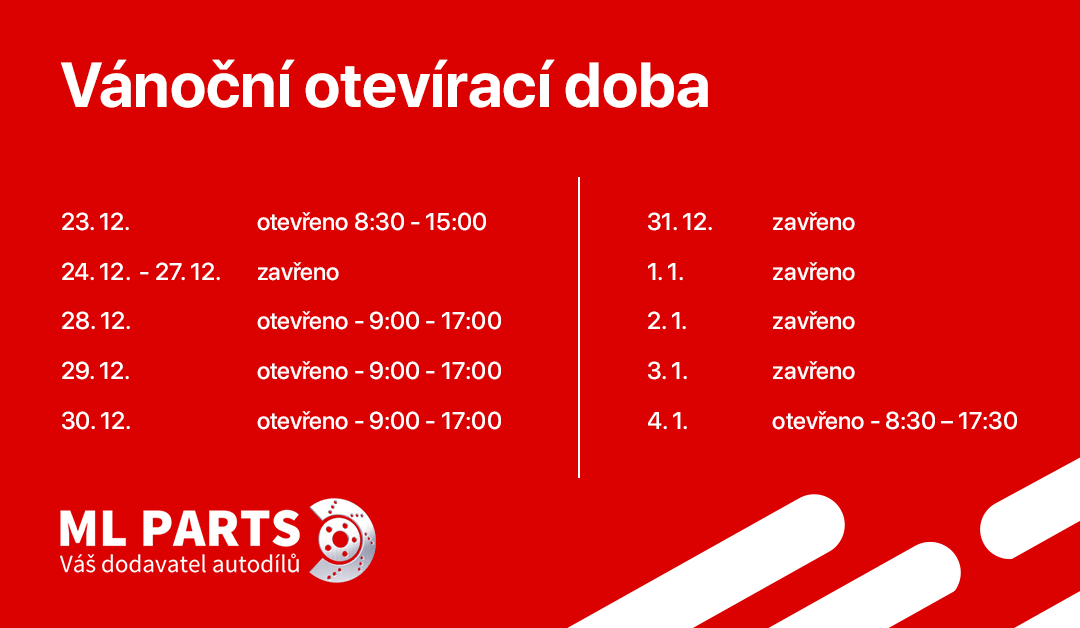 Vánoční otevírací doba
23. 12. otevřeno 8:30 - 15:00
24. 12. - 27. 12. zavřeno
28. 12. otevřeno - 9:00 - 17:00
29. 12. otevřeno - 9:00 - 17:00
30. 12. otevřeno - 9:00 - 17:00
31. 12. zavřeno
1. 1. zavřeno
2. 1. zavřeno
3. 1. zavřeno
4. 1. otevřeno - 8:30 – 17:30
ML PARTS
Váš dodavatel autodílů